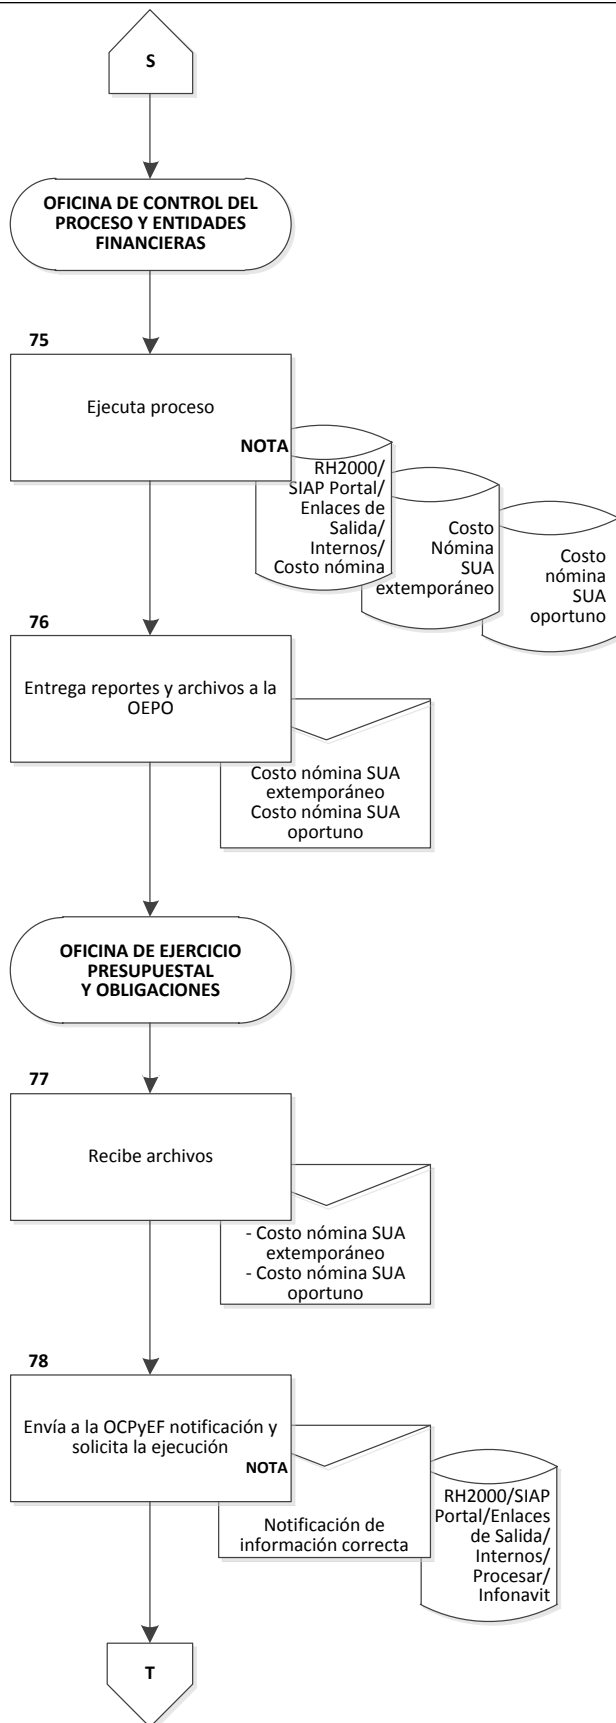 S
OFICINA DE CONTROL DEL
PROCESO Y ENTIDADES
FINANCIERAS
75
Ejecuta proceso
NOTA
RH2000/
SIAP Portal/
Enlaces de
Salida/
Internos/
Costo nómina
Costo
Nómina
SUA
extemporáneo
Costo
nómina
SUA
oportuno
76
Entrega reportes y archivos a la
OEPO
Costo nómina SUA
extemporáneo
Costo nómina SUA
oportuno
OFICINA DE EJERCICIO
PRESUPUESTAL
Y OBLIGACIONES
77
Recibe archivos
- Costo nómina SUA
extemporáneo
- Costo nómina SUA
oportuno
78
Envía a la OCPyEF notificación y
solicita la ejecución
NOTA
Notificación de
información correcta
RH2000/SIAP
Portal/Enlaces
de Salida/
Internos/
Procesar/
Infonavit
T